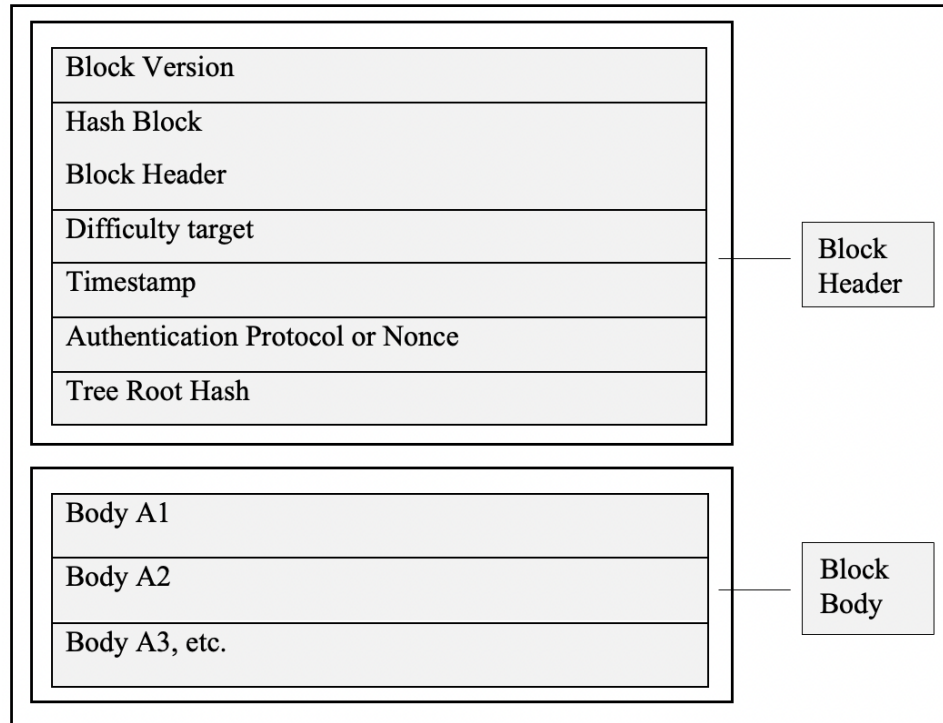 Block Version
Hash Block
Block Header
Difficulty target
Timestamp
Authentication Protocol or Nonce
Tree Root Hash
Block
Header
Body A1
Body A2
Body A3, etc.
Block
Body